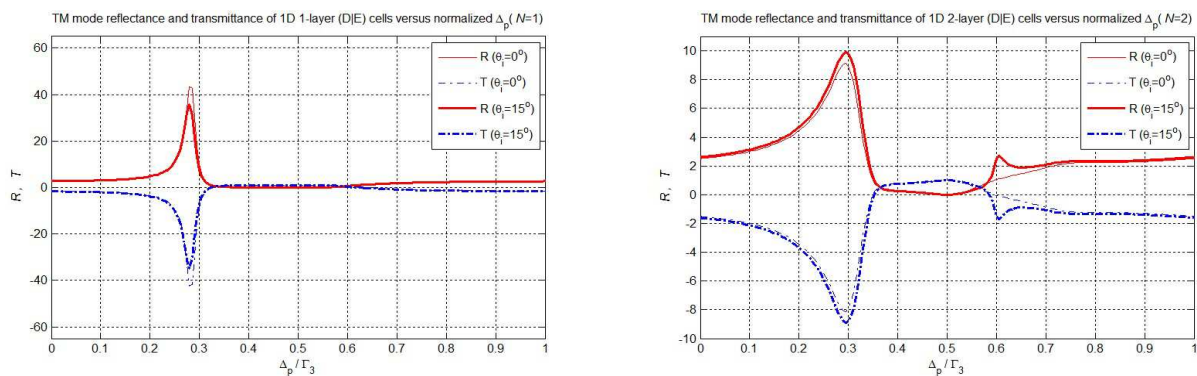 TM mode reflectance and transmittance of 1D 1-layer (D|E) cells versus normalized Δp( N=1)
60
40
20
0
-20
-40
-60
R, T
R (θi=0°)
T (θi=0°)
R (θi=15°)
T (θi=15°)
0 0.1 0.2 0.3 0.4 0.5 0.6 0.7 0.8 0.9 1
Δp / Γ3
TM mode reflectance and transmittance of 1D 2-layer (D|E) cells versus normalized Δp( N=2)
10
8
6
4
2
0
-2
-4
-6
-8
-10
R, T
R (θi=0°)
T (θi=0°)
R (θi=15°)
T (θi=15°)
0 0.1 0.2 0.3 0.4 0.5 0.6 0.7 0.8 0.9 1
Δp / Γ3